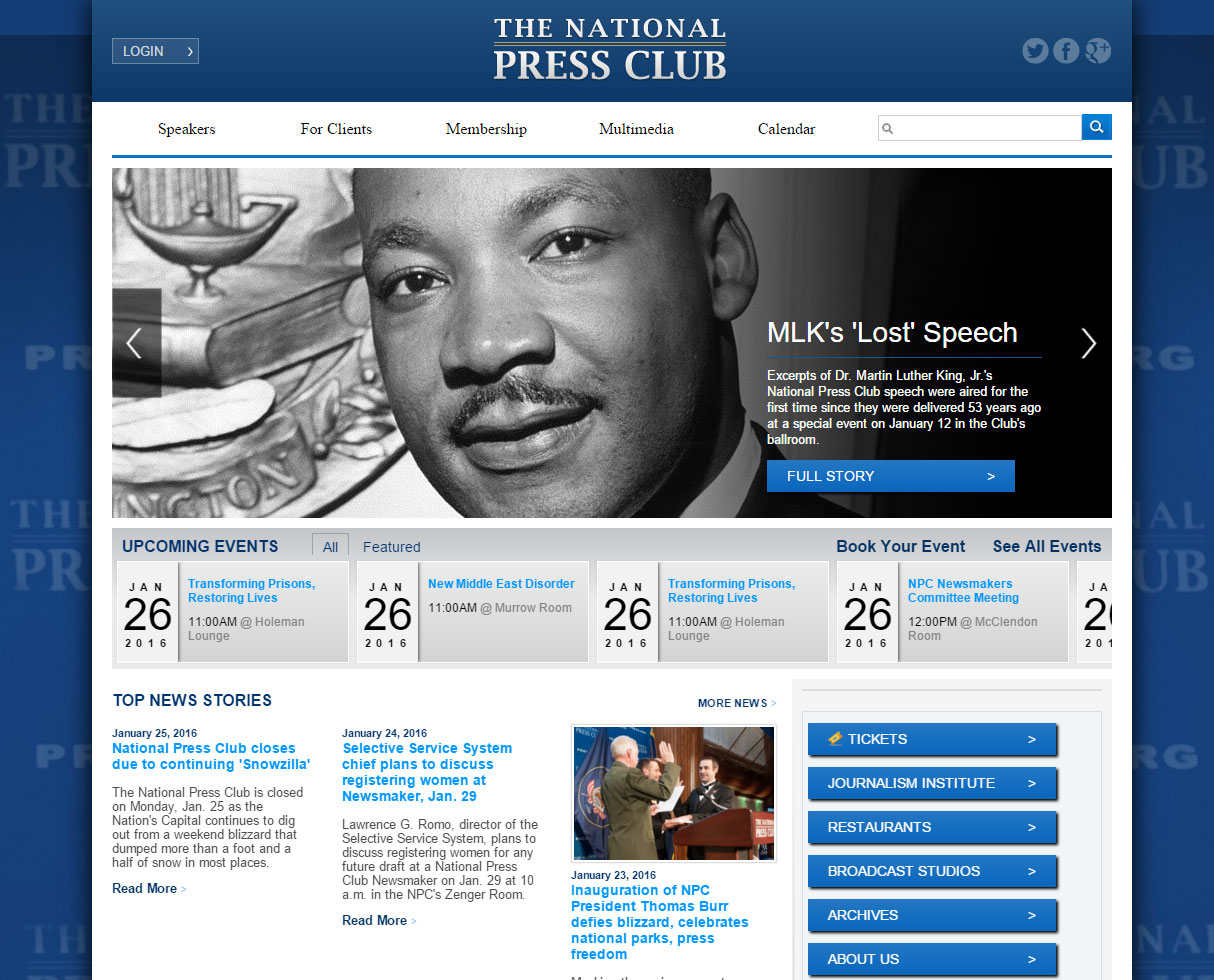 THE NATIONAL
PRESS CLUB
LOGIN >
Speakers
For Clients
Membership
Multimedia
Calendar
INGTON
MLK's 'Lost' Speech
Excerpts of Dr. Martin Luther King, Jr.'s
National Press Club speech were aired for the
first time since they were delivered 53 years ago
at a special event on January 12 in the Club's
ballroom.
FULL STORY >
UPCOMING EVENTS
All
Featured
Book Your Event
See All Events
JAN
26
2016
Transforming Prisons,
Restoring Lives
11:00AM @ Holeman
Lounge
JAN
26
2016
New Middle East Disorder
11:00AM @ Murrow Room
JAN
26
2016
Transforming Prisons,
Restoring Lives
11:00AM @ Holeman
Lounge
JAN
26
2016
NPC Newsmakers
Committee Meeting
12:00PM @ McClendon
Room
TOP NEWS STORIES
MORE NEWS >
January 25, 2016
National Press Club closes
due to continuing 'Snowzilla'
The National Press Club is closed
on Monday, Jan. 25 as the
Nation's Capital continues to dig
out from a weekend blizzard that
dumped more than a foot and a
half of snow in most places.
Read More >
January 24, 2016
Selective Service System
chief plans to discuss
registering women at
Newsmaker, Jan. 29
Lawrence G. Romo, director of the
Selective Service System, plans to
discuss registering women for any
future draft at a National Press
Club Newsmaker on Jan. 29 at 10
a.m. in the NPC's Zenger Room.
Read More >
January 23, 2016
Inauguration of NPC
President Thomas Burr
defies blizzard, celebrates
national parks, press
freedom
TICKETS >
JOURNALISM INSTITUTE >
RESTAURANTS >
BROADCAST STUDIOS >
ARCHIVES >
ABOUT US >